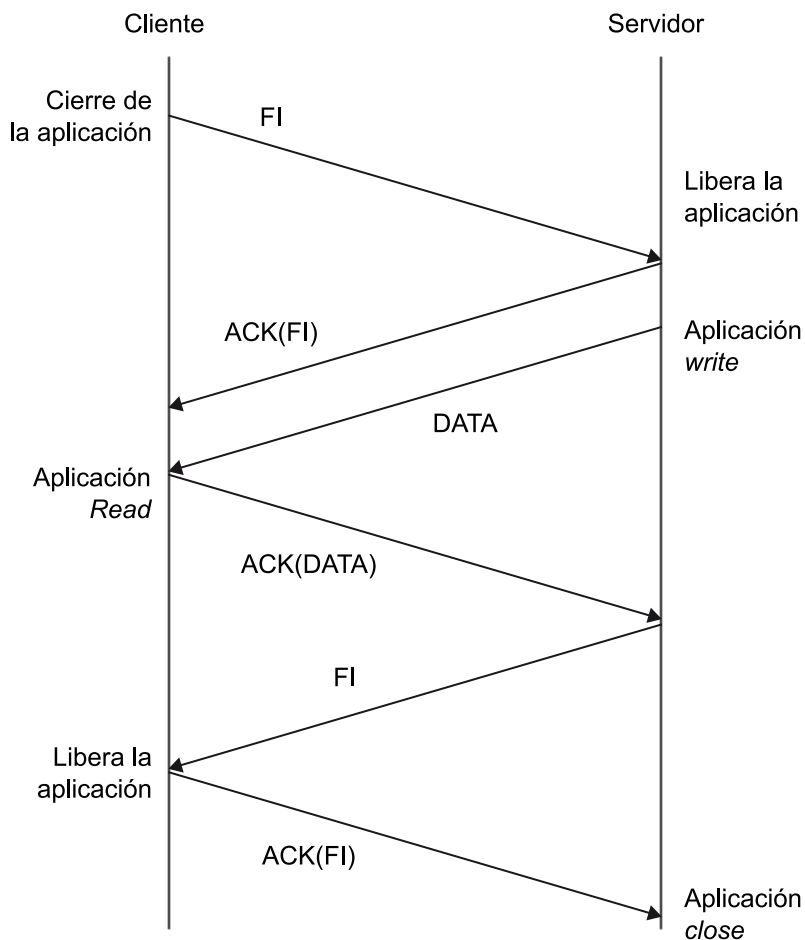 Cliente
Servidor
Cierre de
la aplicación
FI
Libera la
aplicación
ACK(FI)
Aplicación
write
DATA
Aplicación
Read
ACK(DATA)
FI
Libera la
aplicación
ACK(FI)
Aplicación
close